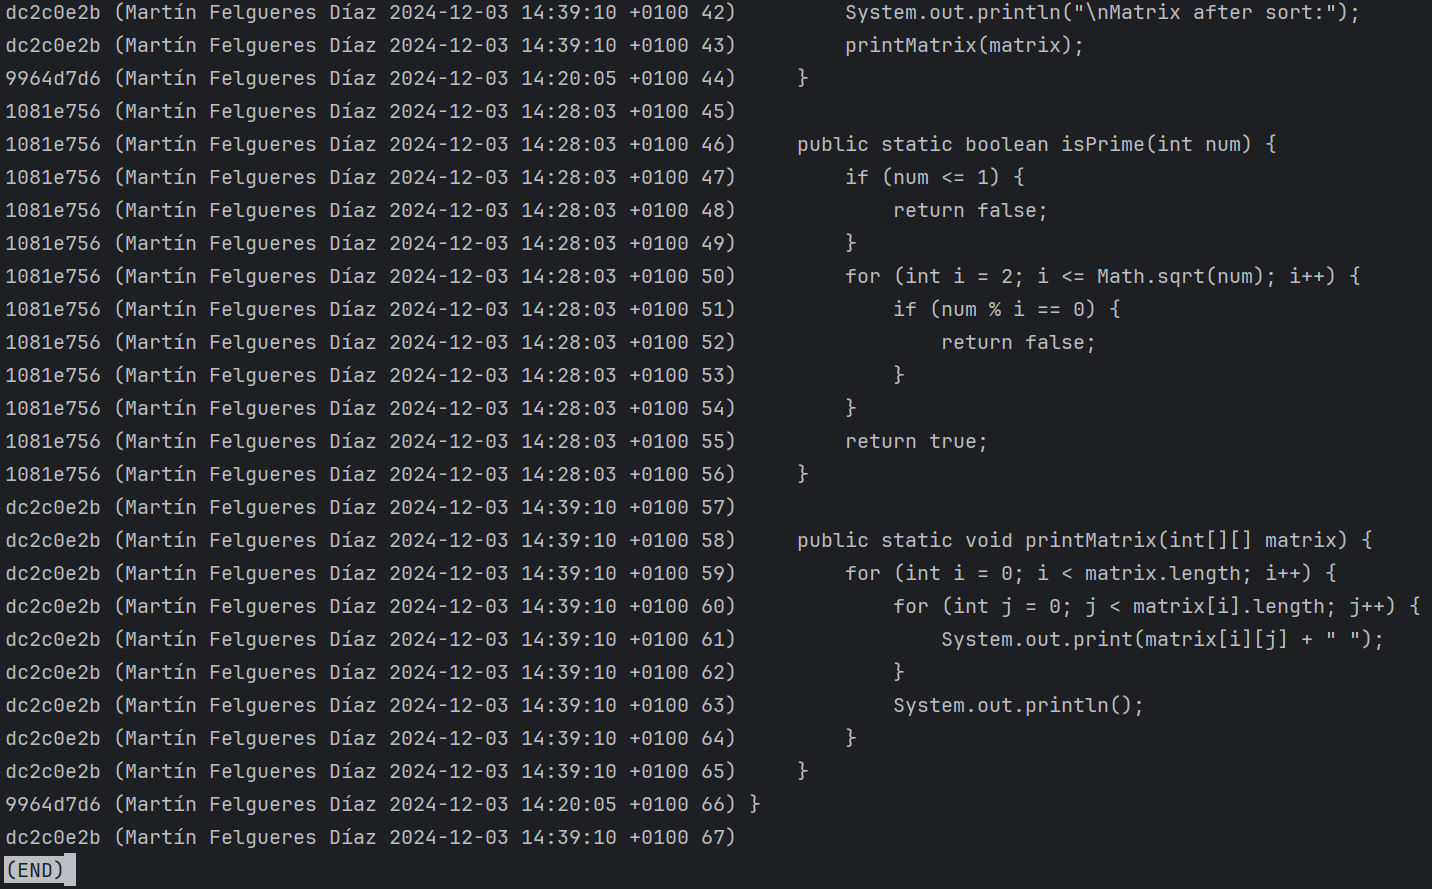 dc2c0e2b (Martín Felgueres Díaz 2024-12-03 14:39:10 +0100 42)         System.out.println("\nMatrix after sort:");
dc2c0e2b (Martín Felgueres Díaz 2024-12-03 14:39:10 +0100 43)         printMatrix(matrix);
9964d7d6 (Martín Felgueres Díaz 2024-12-03 14:20:05 +0100 44)     }
1081e756 (Martín Felgueres Díaz 2024-12-03 14:28:03 +0100 45)
1081e756 (Martín Felgueres Díaz 2024-12-03 14:28:03 +0100 46)     public static boolean isPrime(int num) {
1081e756 (Martín Felgueres Díaz 2024-12-03 14:28:03 +0100 47)         if (num <= 1) {
1081e756 (Martín Felgueres Díaz 2024-12-03 14:28:03 +0100 48)             return false;
1081e756 (Martín Felgueres Díaz 2024-12-03 14:28:03 +0100 49)         }
1081e756 (Martín Felgueres Díaz 2024-12-03 14:28:03 +0100 50)         for (int i = 2; i <= Math.sqrt(num); i++) {
1081e756 (Martín Felgueres Díaz 2024-12-03 14:28:03 +0100 51)             if (num % i == 0) {
1081e756 (Martín Felgueres Díaz 2024-12-03 14:28:03 +0100 52)                 return false;
1081e756 (Martín Felgueres Díaz 2024-12-03 14:28:03 +0100 53)             }
1081e756 (Martín Felgueres Díaz 2024-12-03 14:28:03 +0100 54)         }
1081e756 (Martín Felgueres Díaz 2024-12-03 14:28:03 +0100 55)         return true;
1081e756 (Martín Felgueres Díaz 2024-12-03 14:28:03 +0100 56)     }
dc2c0e2b (Martín Felgueres Díaz 2024-12-03 14:39:10 +0100 57)
dc2c0e2b (Martín Felgueres Díaz 2024-12-03 14:39:10 +0100 58)     public static void printMatrix(int[][] matrix) {
dc2c0e2b (Martín Felgueres Díaz 2024-12-03 14:39:10 +0100 59)         for (int i = 0; i < matrix.length; i++) {
dc2c0e2b (Martín Felgueres Díaz 2024-12-03 14:39:10 +0100 60)             for (int j = 0; j < matrix[i].length; j++) {
dc2c0e2b (Martín Felgueres Díaz 2024-12-03 14:39:10 +0100 61)                 System.out.print(matrix[i][j] + " ");
dc2c0e2b (Martín Felgueres Díaz 2024-12-03 14:39:10 +0100 62)             }
dc2c0e2b (Martín Felgueres Díaz 2024-12-03 14:39:10 +0100 63)             System.out.println();
dc2c0e2b (Martín Felgueres Díaz 2024-12-03 14:39:10 +0100 64)         }
dc2c0e2b (Martín Felgueres Díaz 2024-12-03 14:39:10 +0100 65)     }
9964d7d6 (Martín Felgueres Díaz 2024-12-03 14:20:05 +0100 66) }
dc2c0e2b (Martín Felgueres Díaz 2024-12-03 14:39:10 +0100 67)
(END)